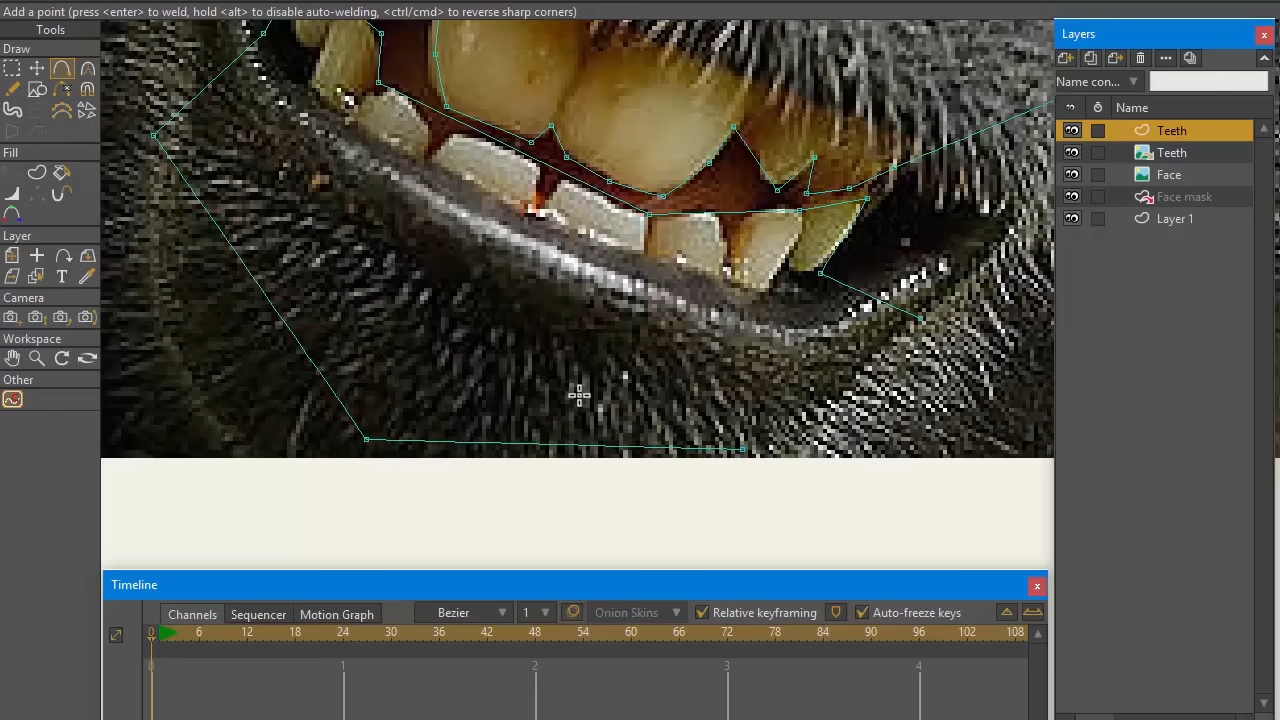 Add a point (press <enter> to weld, hold <alt> to disable auto-welding, <ctrl/cmd> to reverse sharp corners)
Tools
Draw
Fill
Layer
Camera
Workspace
Other
Layers
Name con...
Name
Teeth
Teeth
Face
Face mask
Layer 1
Timeline
Channels Sequencer Motion Graph Bezier 1 Onion Skins Relative keyframing Auto-freeze keys
0 6 12 18 24 30 36 42 48 54 60 66 72 78 84 90 96 102 108
0 1 2 3 4